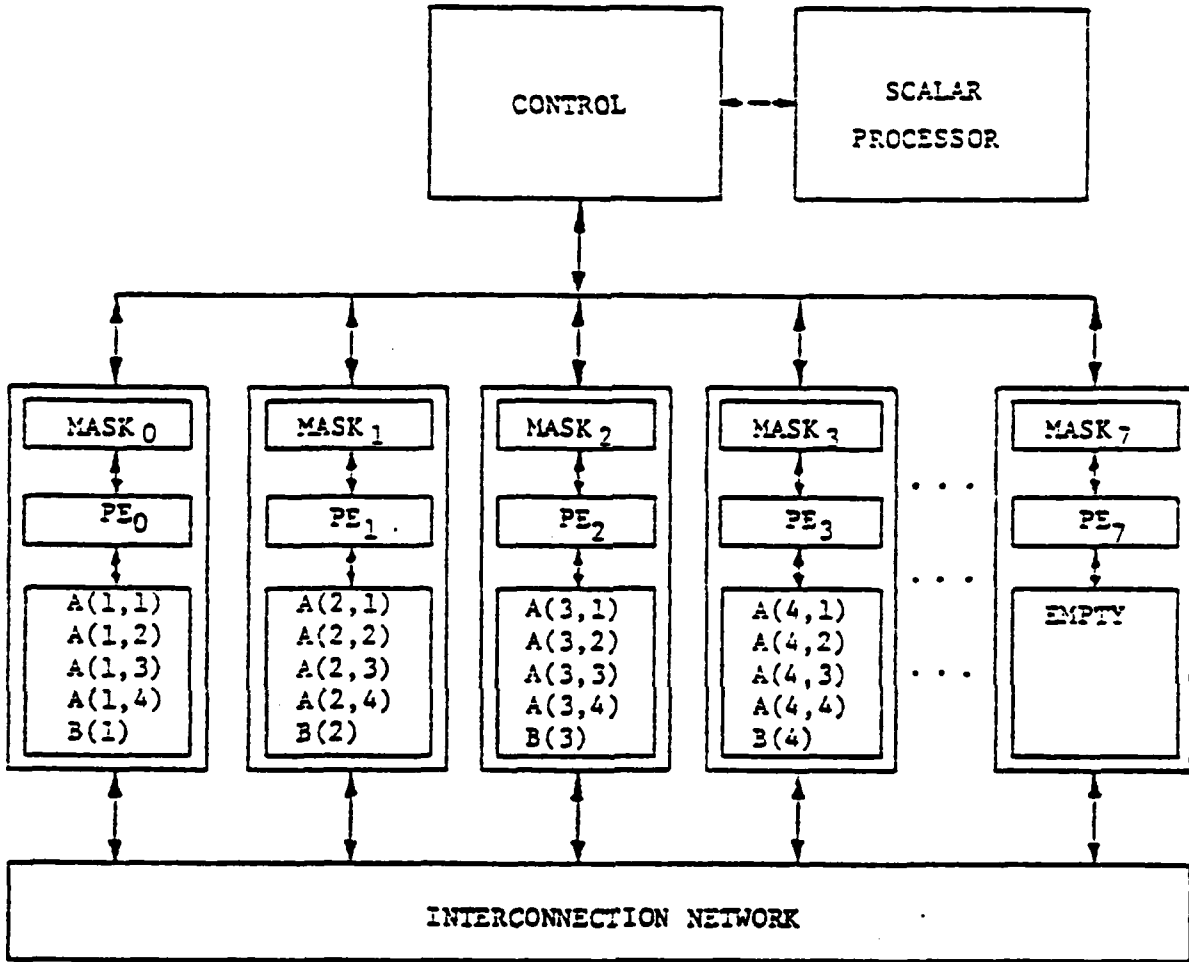 CONTROL
SCALAR
PROCESSOR
MASK0
MASK1
MASK2
MASK3
MASK7
. . .
PE0
PE1
PE2
PE3
PE7
. . .
A(1,1)
A(1,2)
A(1,3)
A(1,4)
B(1)
A(2,1)
A(2,2)
A(2,3)
A(2,4)
B(2)
A(3,1)
A(3,2)
A(3,3)
A(3,4)
B(3)
A(4,1)
A(4,2)
A(4,3)
A(4,4)
B(4)
. . .
EMPTY
INTERCONNECTION NETWORK